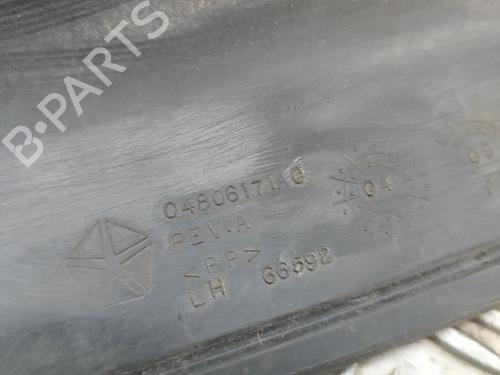 B-PARTS
04806171AG
REV.A
<PP>
LH 66592
04